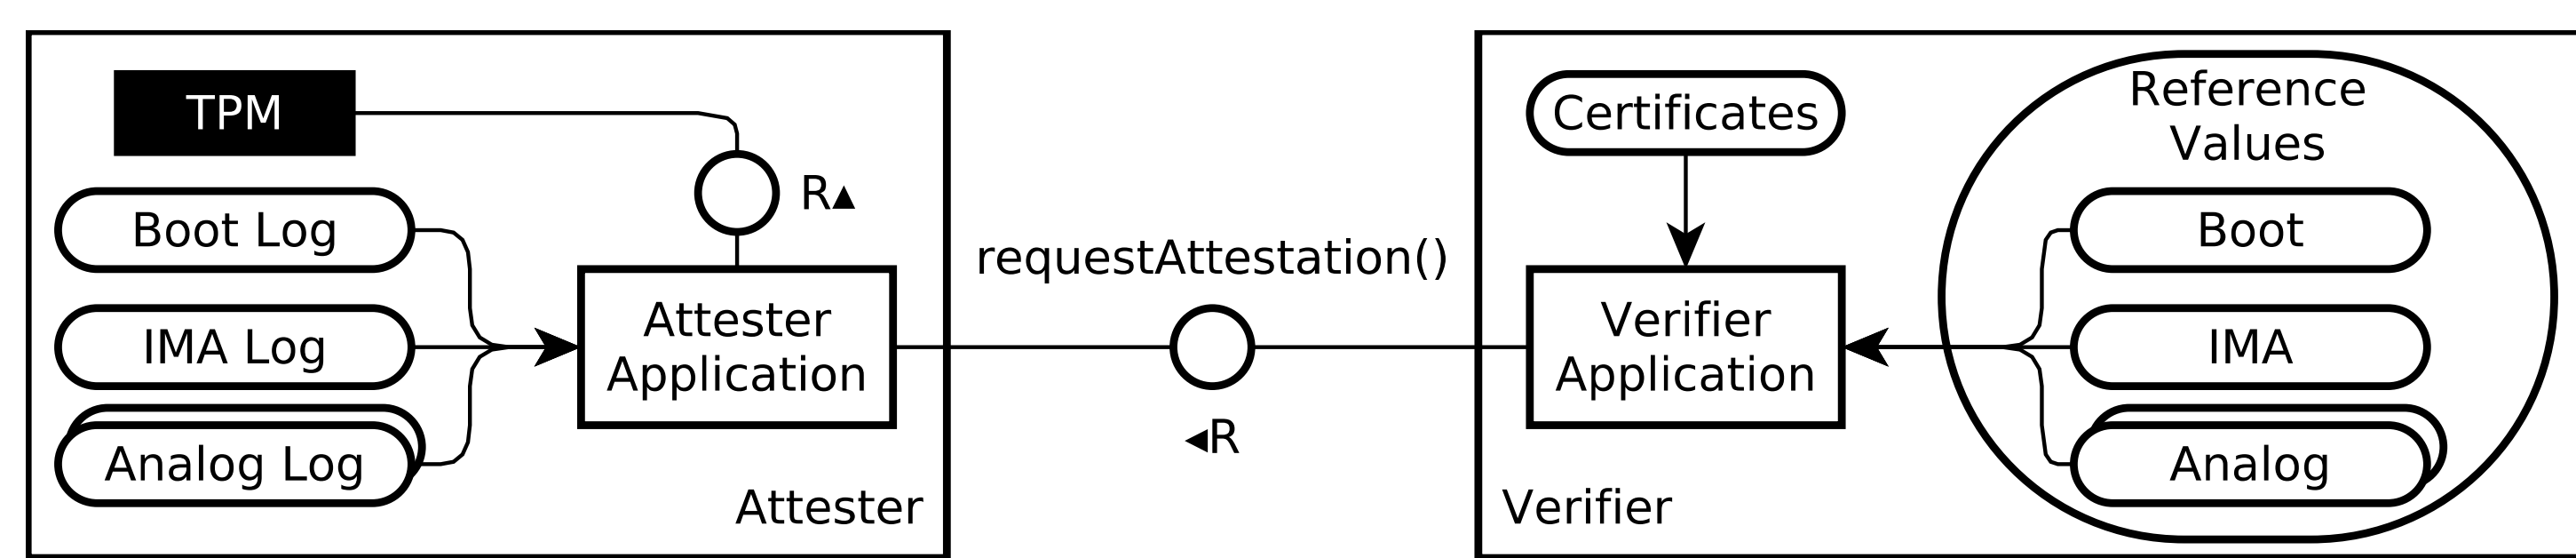 TPM
R▲
Boot Log
IMA Log
Analog Log
Attester
Application
Attester
requestAttestation()
◄R
Certificates
Verifier
Application
Verifier
Reference
Values
Boot
IMA
Analog